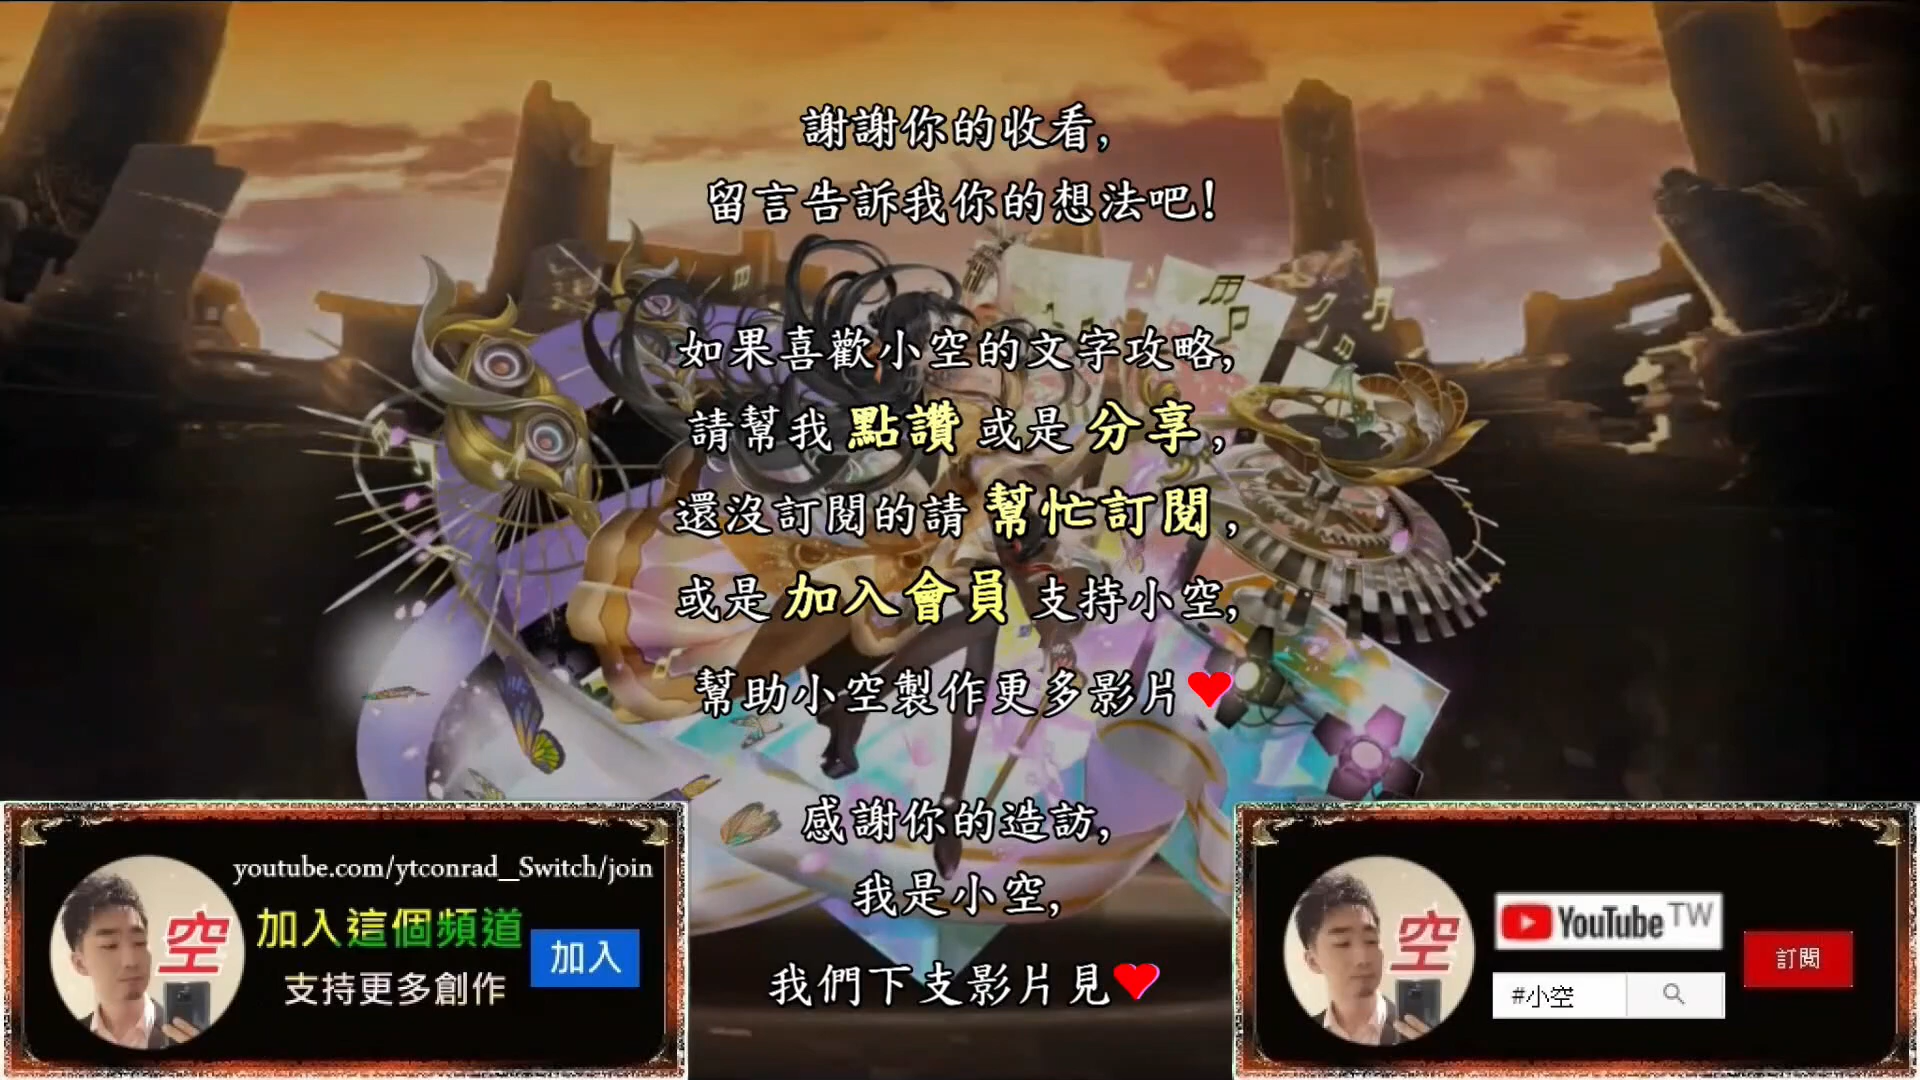 謝謝你的收看,
留言告訴我你的想法吧!
如果喜歡小空的文字攻略,
請幫我 點讚 或是 分享,
還沒訂閱的請 幫忙訂閱,
或是 加入會員 支持小空,
幫助小空製作更多影片❤
感謝你的造訪,
我是小空,
我們下支影片見❤
youtube.com/ytconrad_Switch/join
空
加入這個頻道
加入
支持更多創作
空
YouTube TW
訂閱
#小空